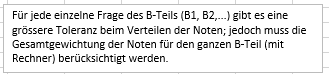 Für jede einzelne Frage des B-Teils (B1, B2,...) gibt es eine
grössere Toleranz beim Verteilen der Noten; jedoch muss die
Gesamtgewichtung der Noten für den ganzen B-Teil (mit
Rechner) berücksichtigt werden.